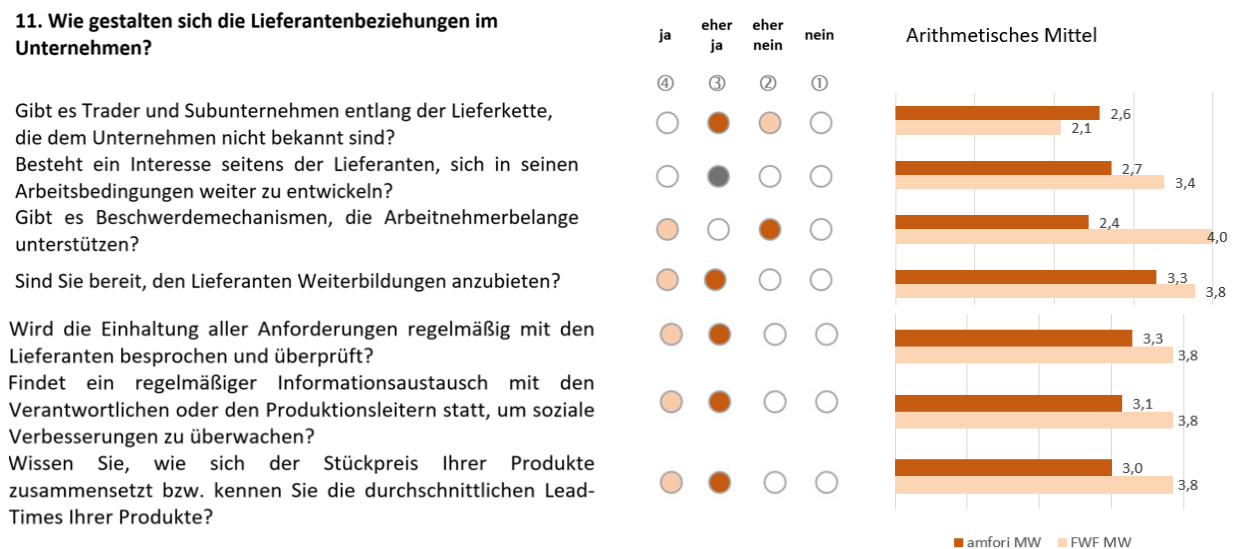 11. Wie gestalten sich die Lieferantenbeziehungen im
Unternehmen?
ja
eher
ja
eher
nein
nein
④ ③ ② ①
Arithmetisches Mittel
Gibt es Trader und Subunternehmen entlang der Lieferkette,
die dem Unternehmen nicht bekannt sind?
2,6
2,1
Besteht ein Interesse seitens der Lieferanten, sich in seinen
Arbeitsbedingungen weiter zu entwickeln?
2,7
3,4
Gibt es Beschwerdemechanismen, die Arbeitnehmerbelange
unterstützen?
2,4
4,0
Sind Sie bereit, den Lieferanten Weiterbildungen anzubieten?
3,3
3,8
Wird die Einhaltung aller Anforderungen regelmäßig mit den
Lieferanten besprochen und überprüft?
3,3
3,8
Findet ein regelmäßiger Informationsaustausch mit den
Verantwortlichen oder den Produktionsleitern statt, um soziale
Verbesserungen zu überwachen?
3,1
3,8
Wissen Sie, wie sich der Stückpreis Ihrer Produkte
zusammensetzt bzw. kennen Sie die durchschnittlichen Lead-
Times Ihrer Produkte?
3,0
3,8
amfori MW FWF MW